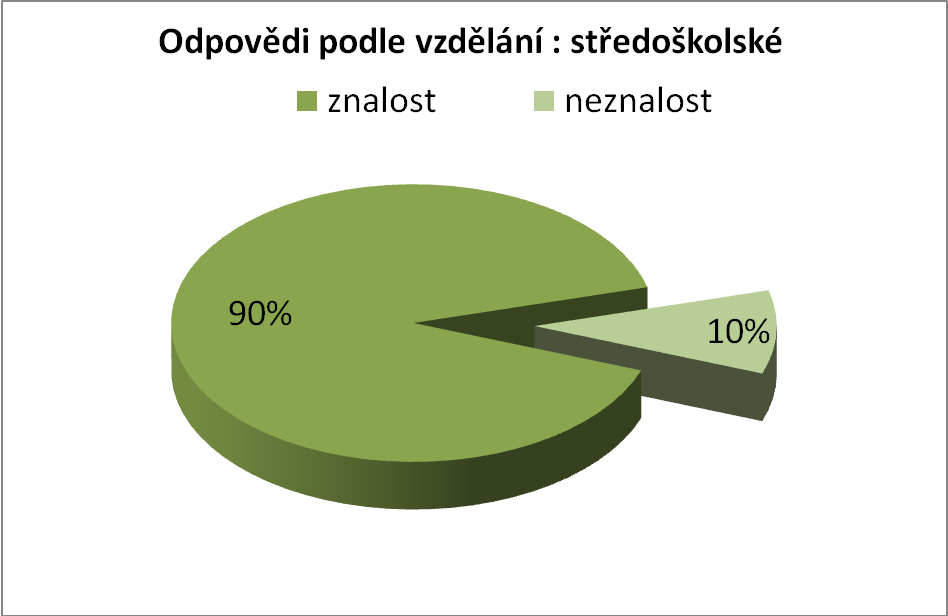 Odpovědi podle vzdělání : středoškolské
znalost neznalost
90%
10%